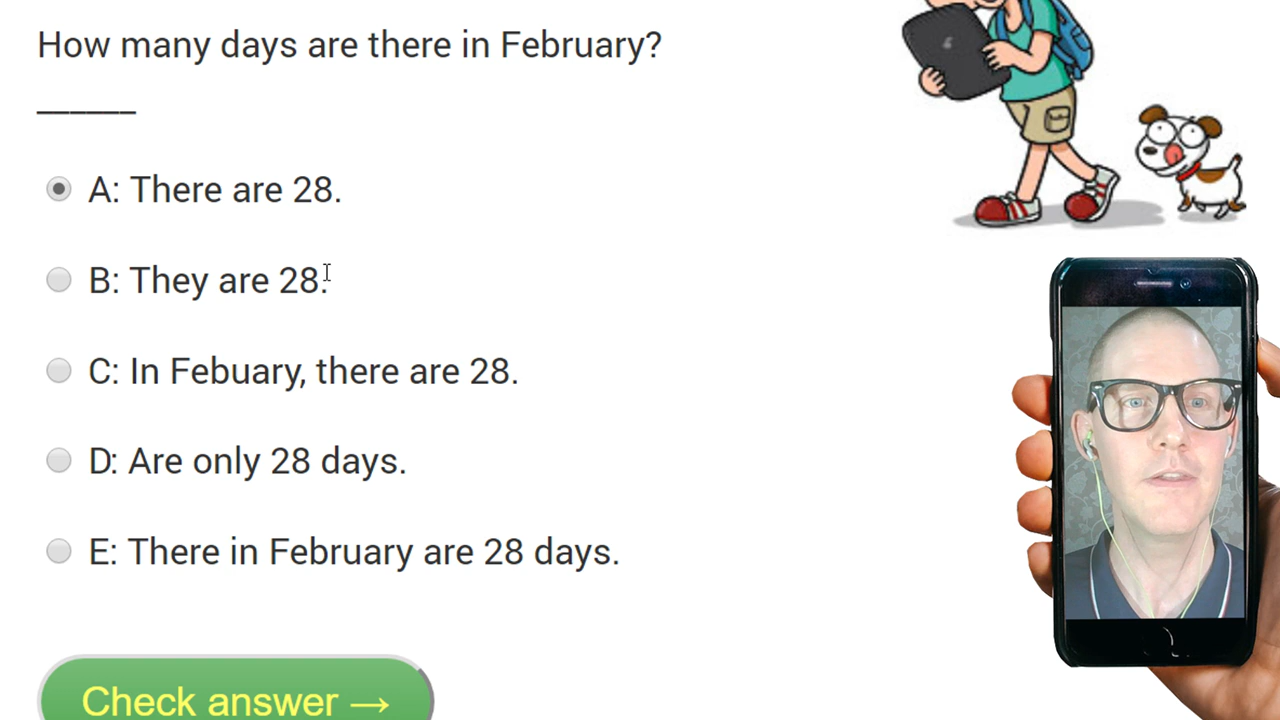 How many days are there in February?
______
A: There are 28.
B: They are 28.
C: In Febuary, there are 28.
D: Are only 28 days.
E: There in February are 28 days.
Check answer →